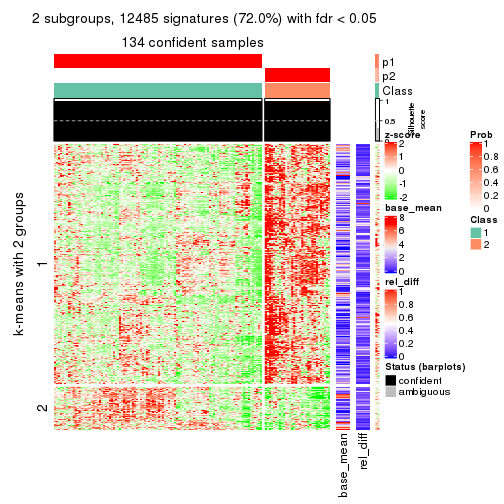 2 subgroups, 12485 signatures (72.0%) with fdr < 0.05
134 confident samples
p1
p2
Class
1
0.5
0
Silhouette
score
k-means with 2 groups
1
2
z-score
2
1
0
-1
-2
base_mean
8
6
4
2
0
rel_diff
1
0.8
0.6
0.4
0.2
0
Status (barplots)
confident
ambiguous
Prob
1
0.8
0.6
0.4
0.2
0
Class
1
2
base_mean
rel_diff